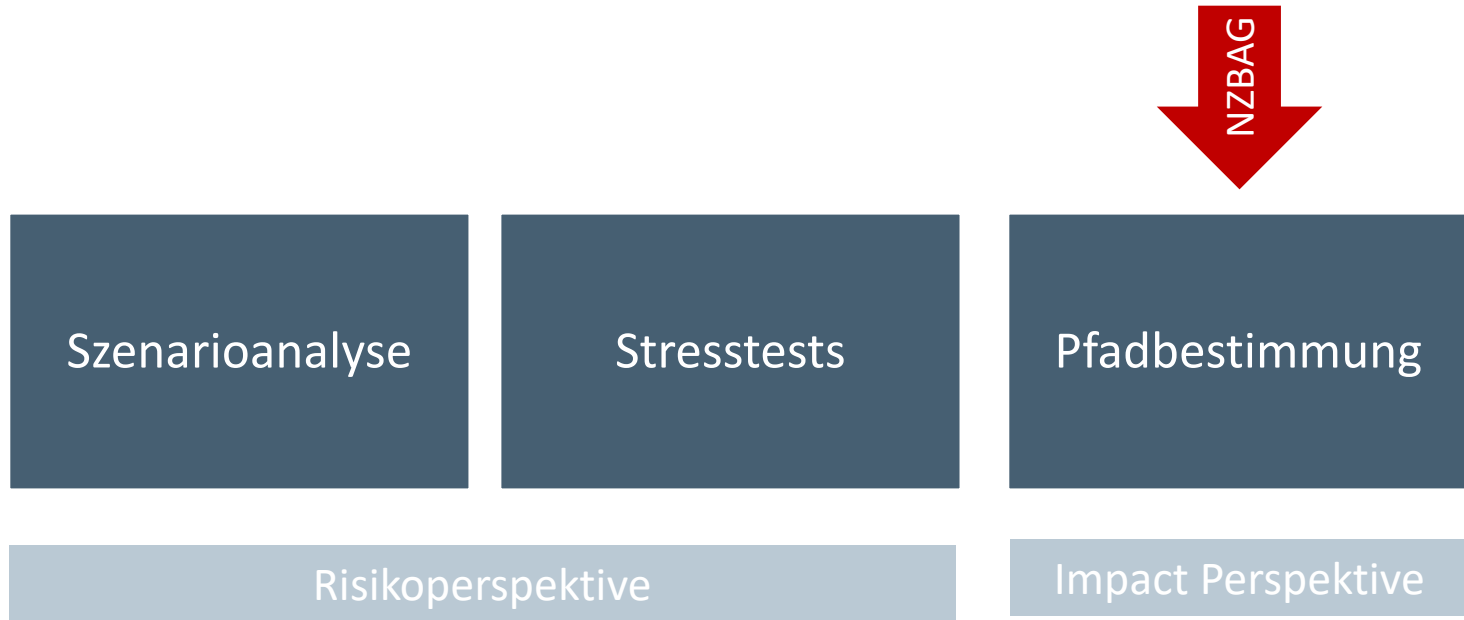 NZBAG
Szenarioanalyse
Stresstests
Pfadbestimmung
Risikoperspektive
Impact Perspektive